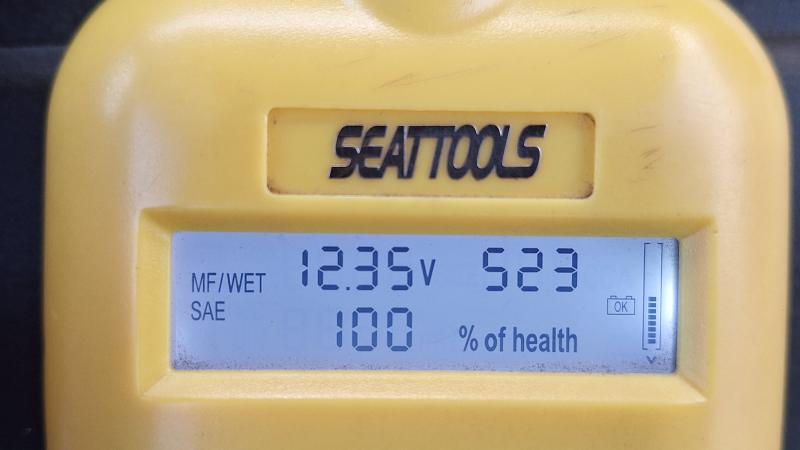 SEATTOOLS
MF/WET 12.35V 523
SAE 100 % of health
OK